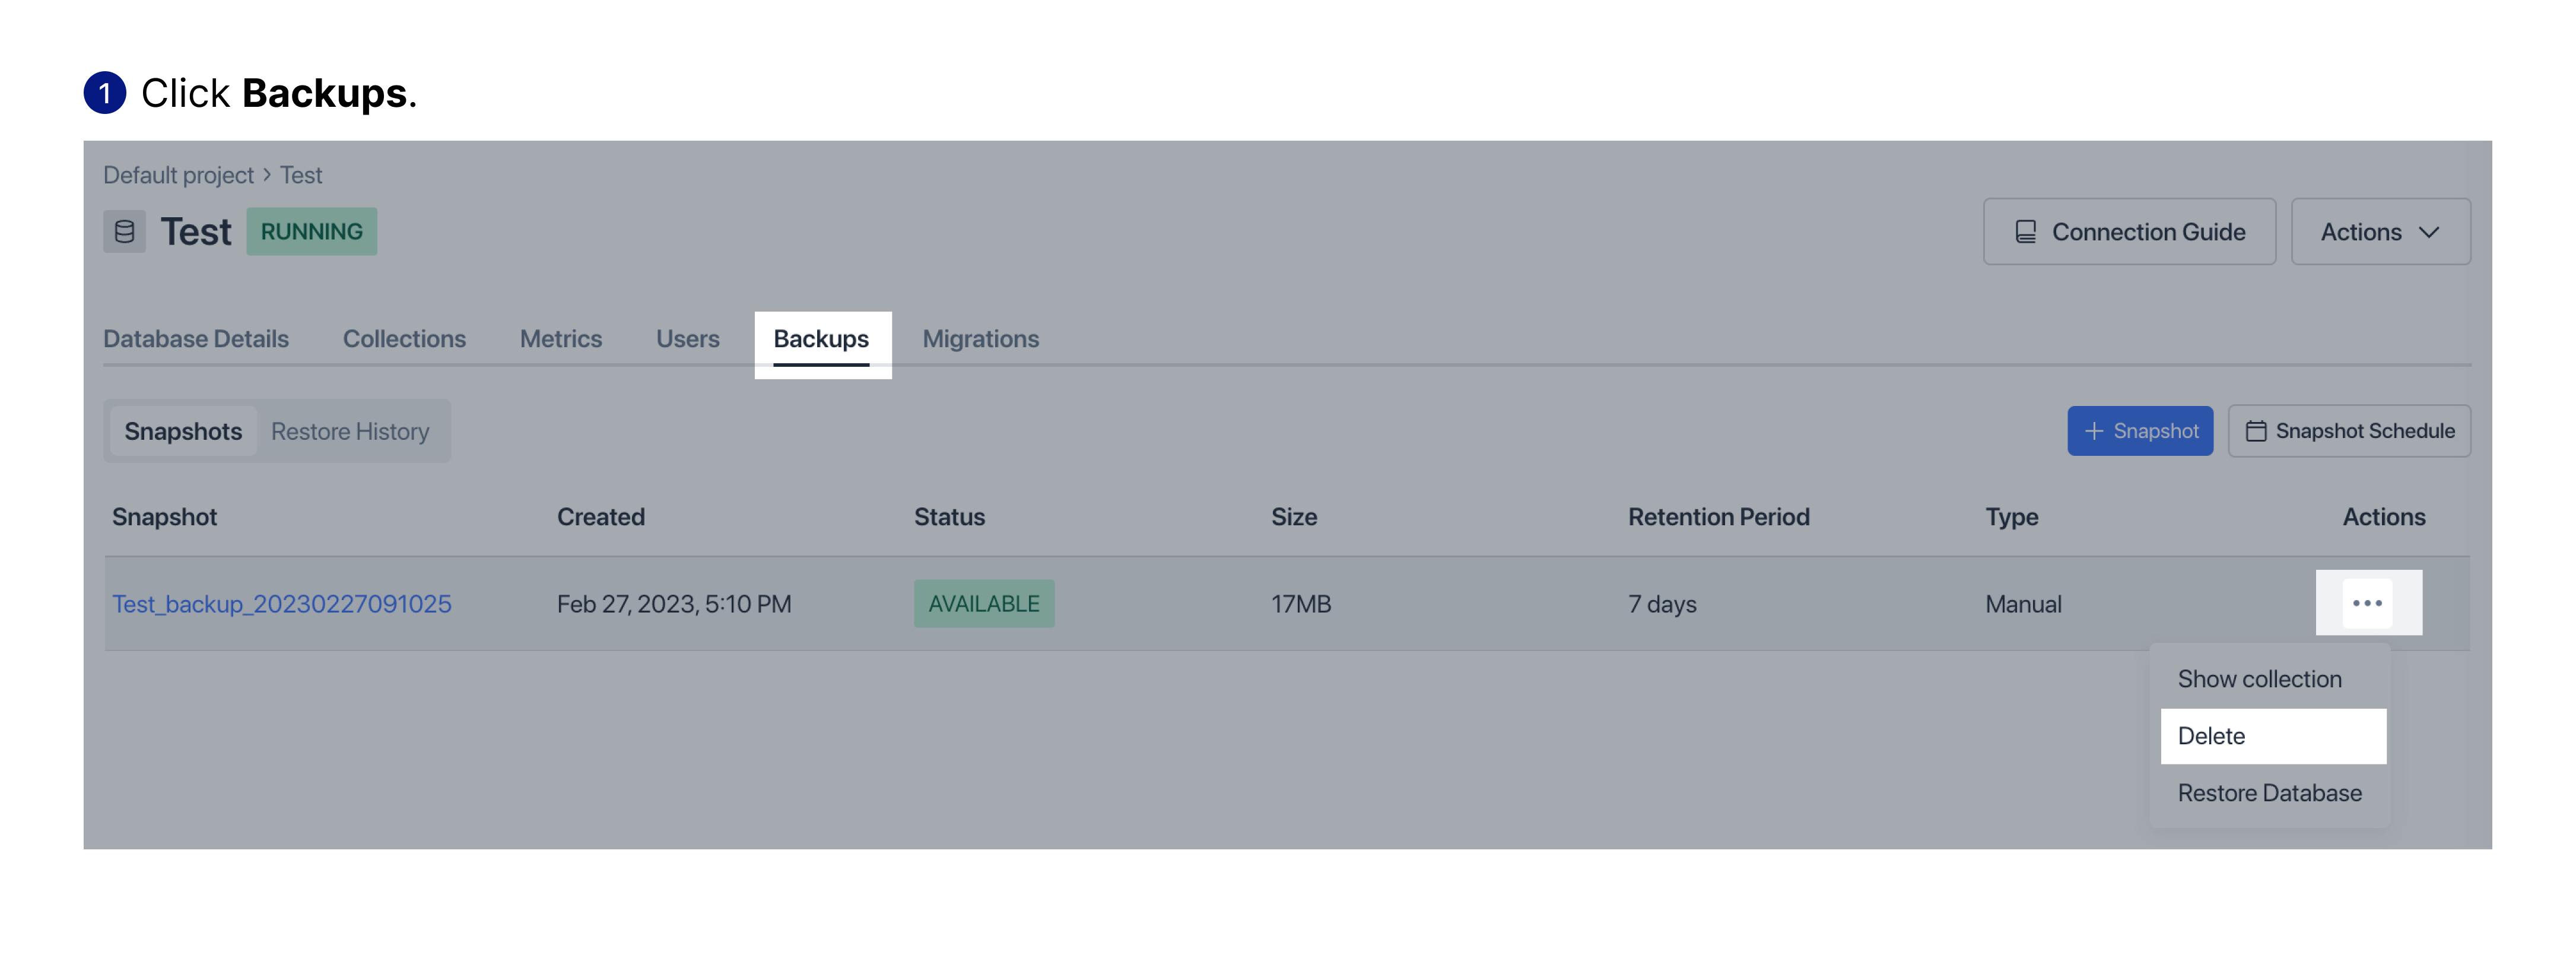 1 Click Backups.
Default project > Test
Test RUNNING
Connection Guide Actions
Database Details Collections Metrics Users Backups Migrations
Snapshots Restore History + Snapshot Snapshot Schedule
Snapshot Created Status Size Retention Period Type Actions
Test_backup_20230227091025 Feb 27, 2023, 5:10 PM AVAILABLE 17MB 7 days Manual ...
Show collection
Delete
Restore Database